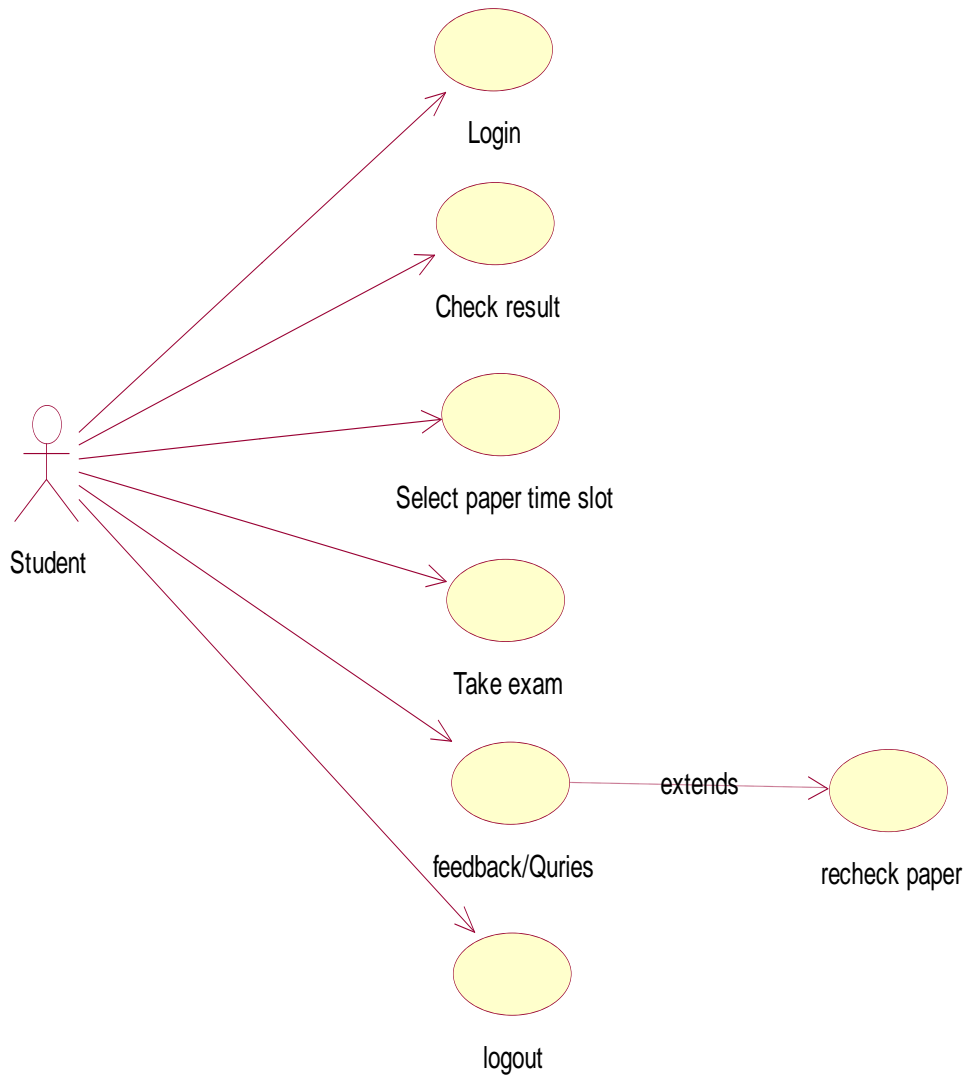 Login
Check result
Select paper time slot
Student
Take exam
extends
feedback/Quries
recheck paper
logout